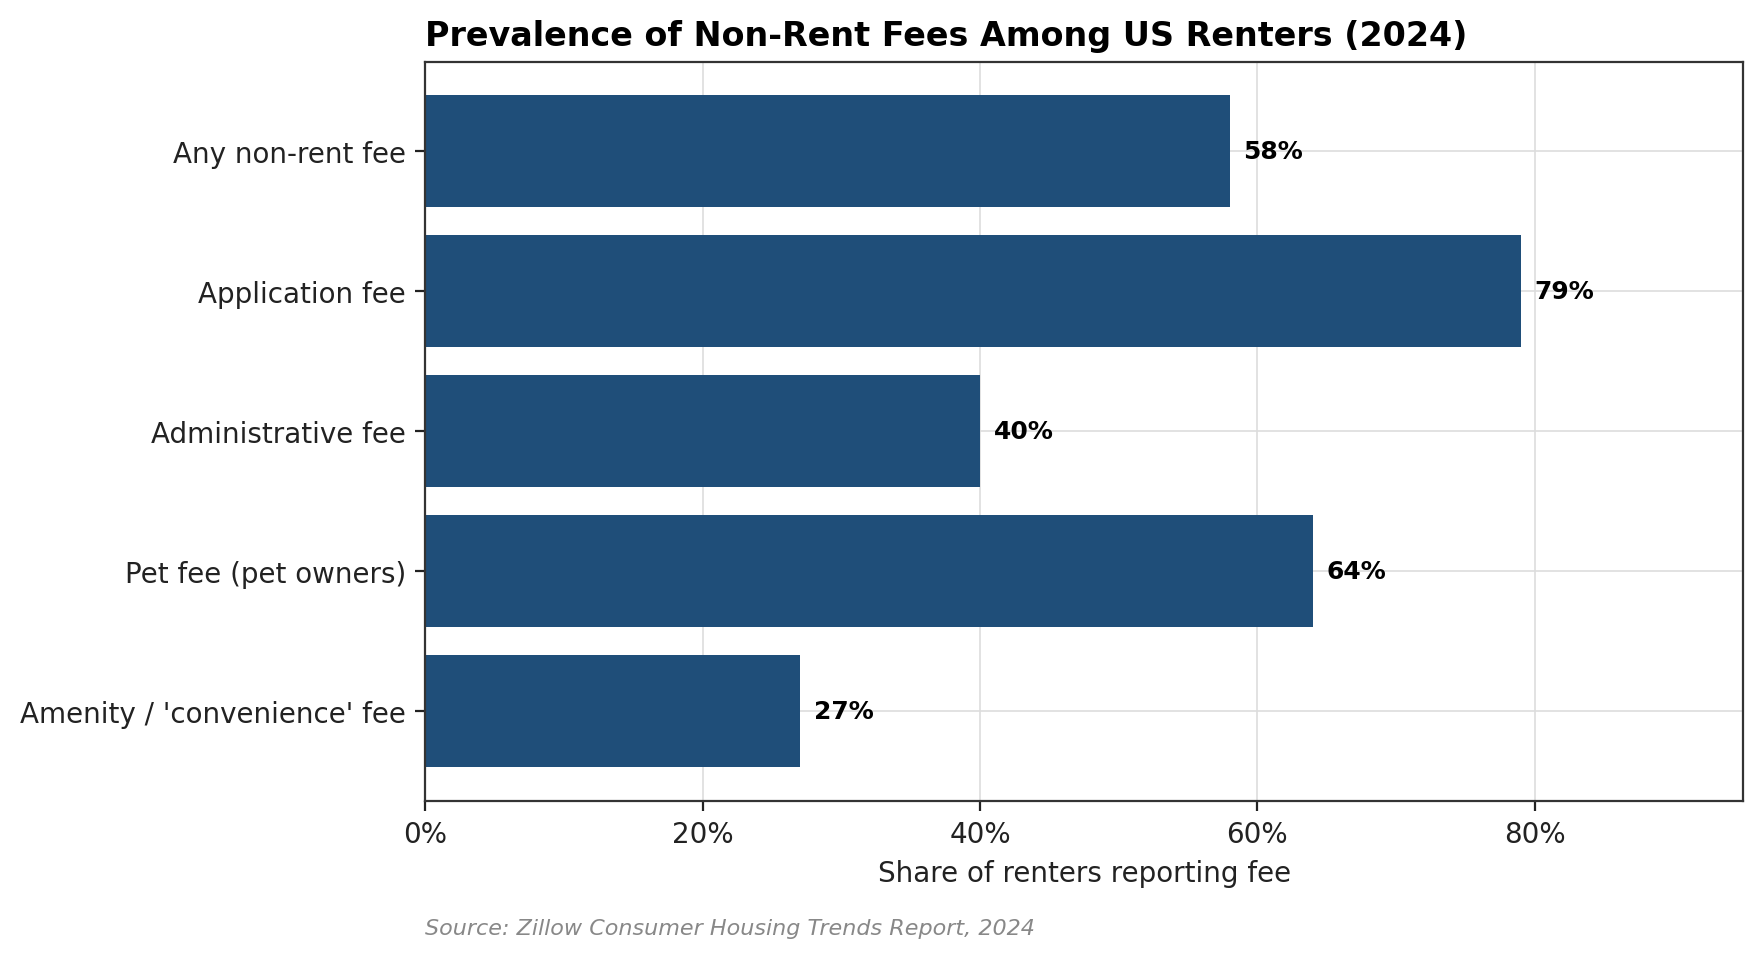 Prevalence of Non-Rent Fees Among US Renters (2024)
Any non-rent fee
58%
Application fee
79%
Administrative fee
40%
Pet fee (pet owners)
64%
Amenity / 'convenience' fee
27%
0% 20% 40% 60% 80%
Share of renters reporting fee
Source: Zillow Consumer Housing Trends Report, 2024